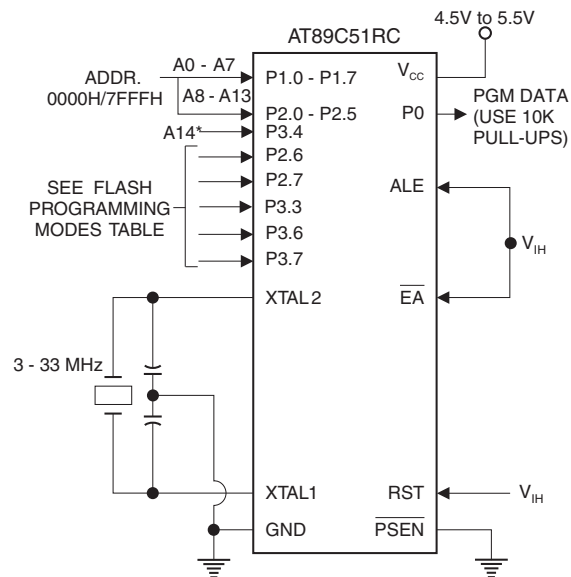 4.5V to 5.5V
AT89C51RC
ADDR.
0000H/7FFFH
A0 - A7
P1.0 - P1.7
VCC
A8 - A13
P2.0 - P2.5
P0
PGM DATA
(USE 10K
PULL-UPS)
A14*
P3.4
P2.6
SEE FLASH
PROGRAMMING
MODES TABLE
P2.7
ALE
P3.3
P3.6
VIH
P3.7
XTAL2
EA
3 - 33 MHz
XTAL1
RST
VIH
GND
PSEN